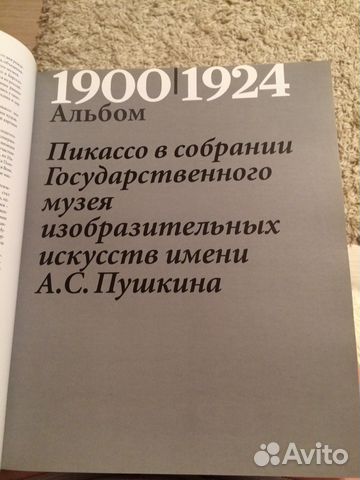 1900|1924
Альбом
Пикассо в собрании
Государственного
музея
изобразительных
искусств имени
А.С. Пушкина
Avito